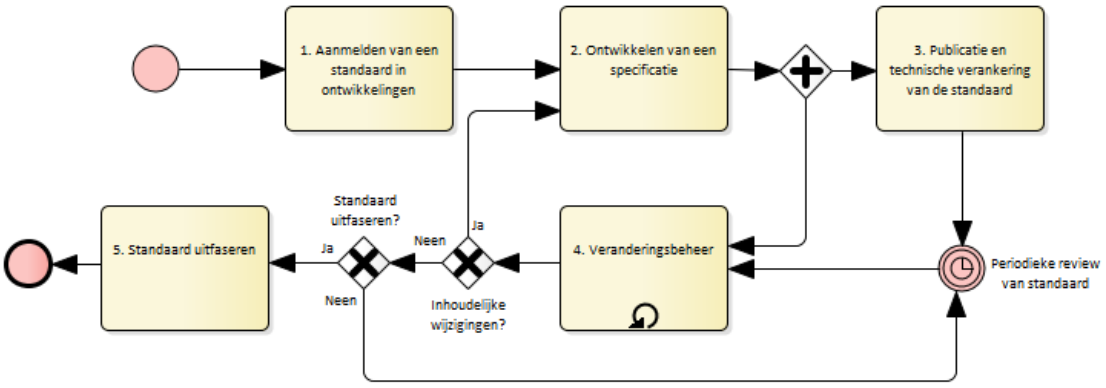 1. Aanmelden van een
standaard in
ontwikkelingen
2. Ontwikkelen van een
specificatie
3. Publicatie en
technische verankering
van de standaard
Standaard
uitfaseren?
Ja
5. Standaard uitfaseren
Ja
Neen
4. Veranderingsbeheer
Periodieke review
van standaard
Neen
Inhoudelijke
wijzigingen?